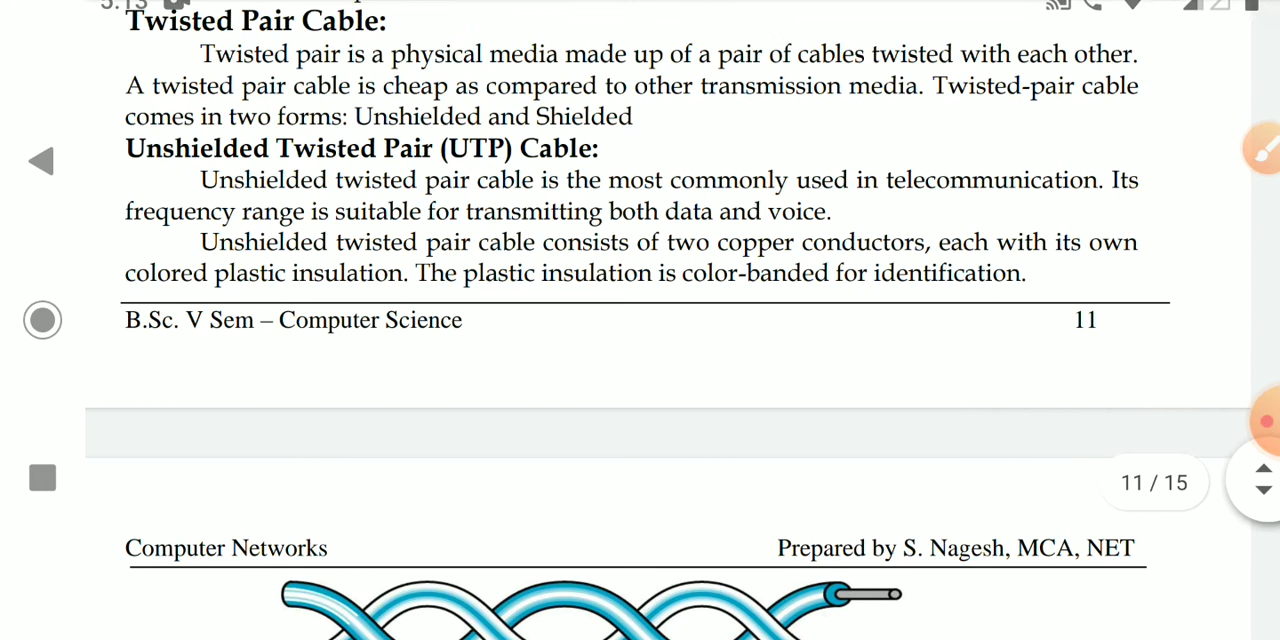 5:13
Twisted Pair Cable:
Twisted pair is a physical media made up of a pair of cables twisted with each other.
A twisted pair cable is cheap as compared to other transmission media. Twisted-pair cable
comes in two forms: Unshielded and Shielded
Unshielded Twisted Pair (UTP) Cable:
Unshielded twisted pair cable is the most commonly used in telecommunication. Its
frequency range is suitable for transmitting both data and voice.
Unshielded twisted pair cable consists of two copper conductors, each with its own
colored plastic insulation. The plastic insulation is color-banded for identification.
B.Sc. V Sem – Computer Science 11
11 / 15
Computer Networks Prepared by S. Nagesh, MCA, NET